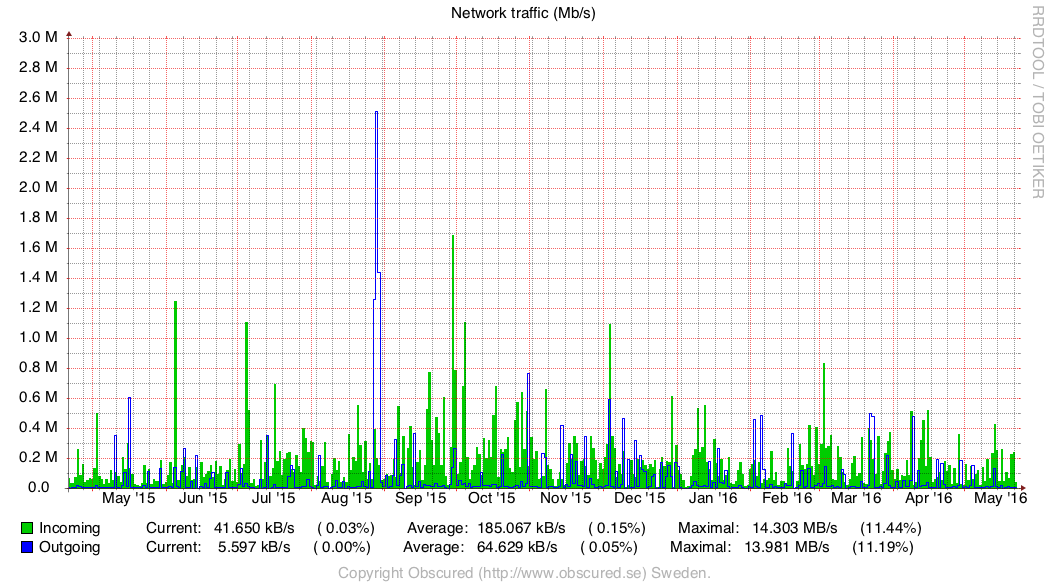 Network traffic (Mb/s)
RRDTOOL / TOBI OETIKER
3.0 M
2.8 M
2.6 M
2.4 M
2.2 M
2.0 M
1.8 M
1.6 M
1.4 M
1.2 M
1.0 M
0.8 M
0.6 M
0.4 M
0.2 M
0.0
May '15 Jun '15 Jul '15 Aug '15 Sep '15 Oct '15 Nov '15 Dec '15 Jan '16 Feb '16 Mar '16 Apr '16 May '16
Incoming Current: 41.650 kB/s ( 0.03%) Average: 185.067 kB/s ( 0.15%) Maximal: 14.303 MB/s (11.44%)
Outgoing Current: 5.597 kB/s ( 0.00%) Average: 64.629 kB/s ( 0.05%) Maximal: 13.981 MB/s (11.19%)
Copyright Obscured (http://www.obscured.se) Sweden.